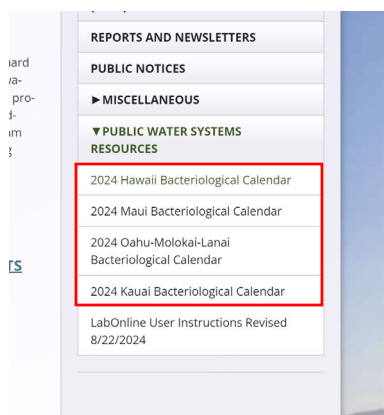 REPORTS AND NEWSLETTERS
PUBLIC NOTICES
►MISCELLANEOUS
▼PUBLIC WATER SYSTEMS
RESOURCES
2024 Hawaii Bacteriological Calendar
2024 Maui Bacteriological Calendar
2024 Oahu-Molokai-Lanai
Bacteriological Calendar
2024 Kauai Bacteriological Calendar
LabOnline User Instructions Revised
8/22/2024